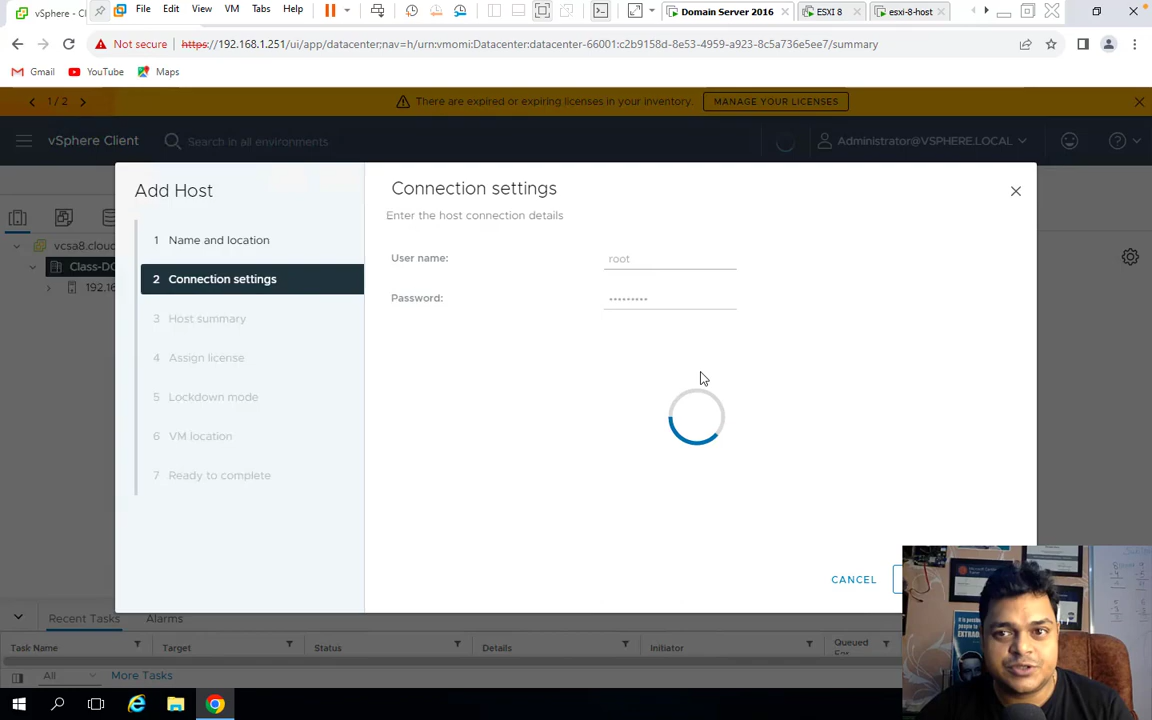 vSphere - Cl
File Edit View VM Tabs Help
Domain Server 2016
ESXI 8
esxi-8-host
Not secure
https://192.168.1.251/ui/app/datacenter;nav=h/urn:vmomi:Datacenter:datacenter-66001:c2b9158d-8e53-4959-a923-8c5a736e5ee7/summary
Gmail YouTube Maps
1 / 2
There are expired or expiring licenses in your inventory.
MANAGE YOUR LICENSES
vSphere Client
Search in all environments
Administrator@VSPHERE.LOCAL
vcsa8.cloud
Class-DC
192.16
Add Host
1 Name and location
2 Connection settings
3 Host summary
4 Assign license
5 Lockdown mode
6 VM location
7 Ready to complete
Connection settings
Enter the host connection details
User name: root
Password: •••••••••
CANCEL
Recent Tasks Alarms
Task Name Target Status Details Initiator Queued
All More Tasks